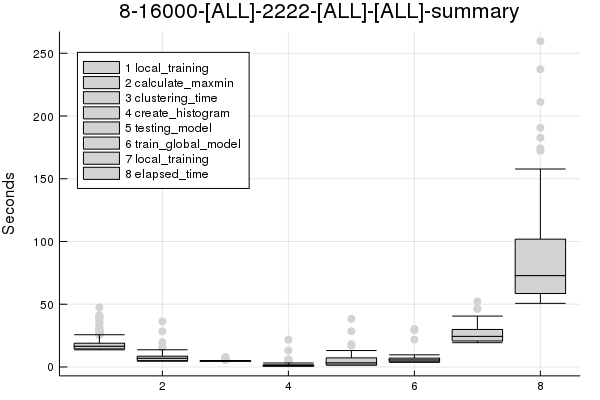 8-16000-[ALL]-2222-[ALL]-[ALL]-summary
Seconds
250
200
150
100
50
0
1 local_training
2 calculate_maxmin
3 clustering_time
4 create_histogram
5 testing_model
6 train_global_model
7 local_training
8 elapsed_time
2 4 6 8